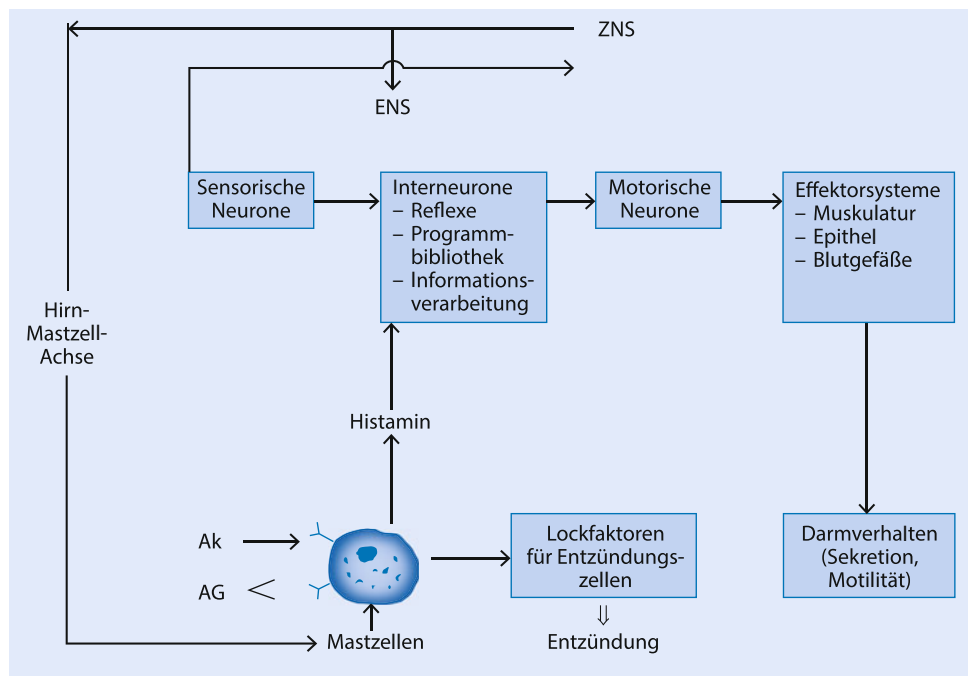 ZNS
ENS
Sensorische
Neurone
Interneurone
– Reflexe
– Programm-
bibliothek
– Informations-
verarbeitung
Motorische
Neurone
Effektorsysteme
– Muskulatur
– Epithel
– Blutgefäße
Hirn-
Mastzell-
Achse
Histamin
Ak
AG <
Mastzellen
Lockfaktoren
für Entzündungs-
zellen
⇓
Entzündung
Darmverhalten
(Sekretion,
Motilität)